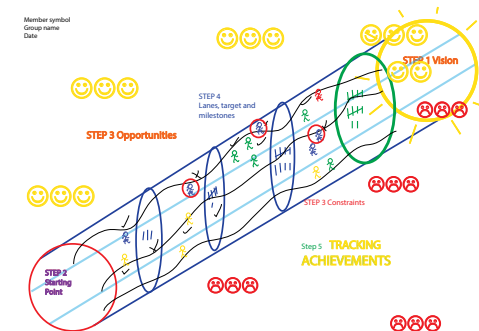 Member symbol
Group name
Date
STEP 1 Vision
STEP 4
Lanes, target and
milestones
STEP 3 Opportunities
STEP 3 Constraints
Step 5 TRACKING
ACHIEVEMENTS
STEP 2
Starting
Point